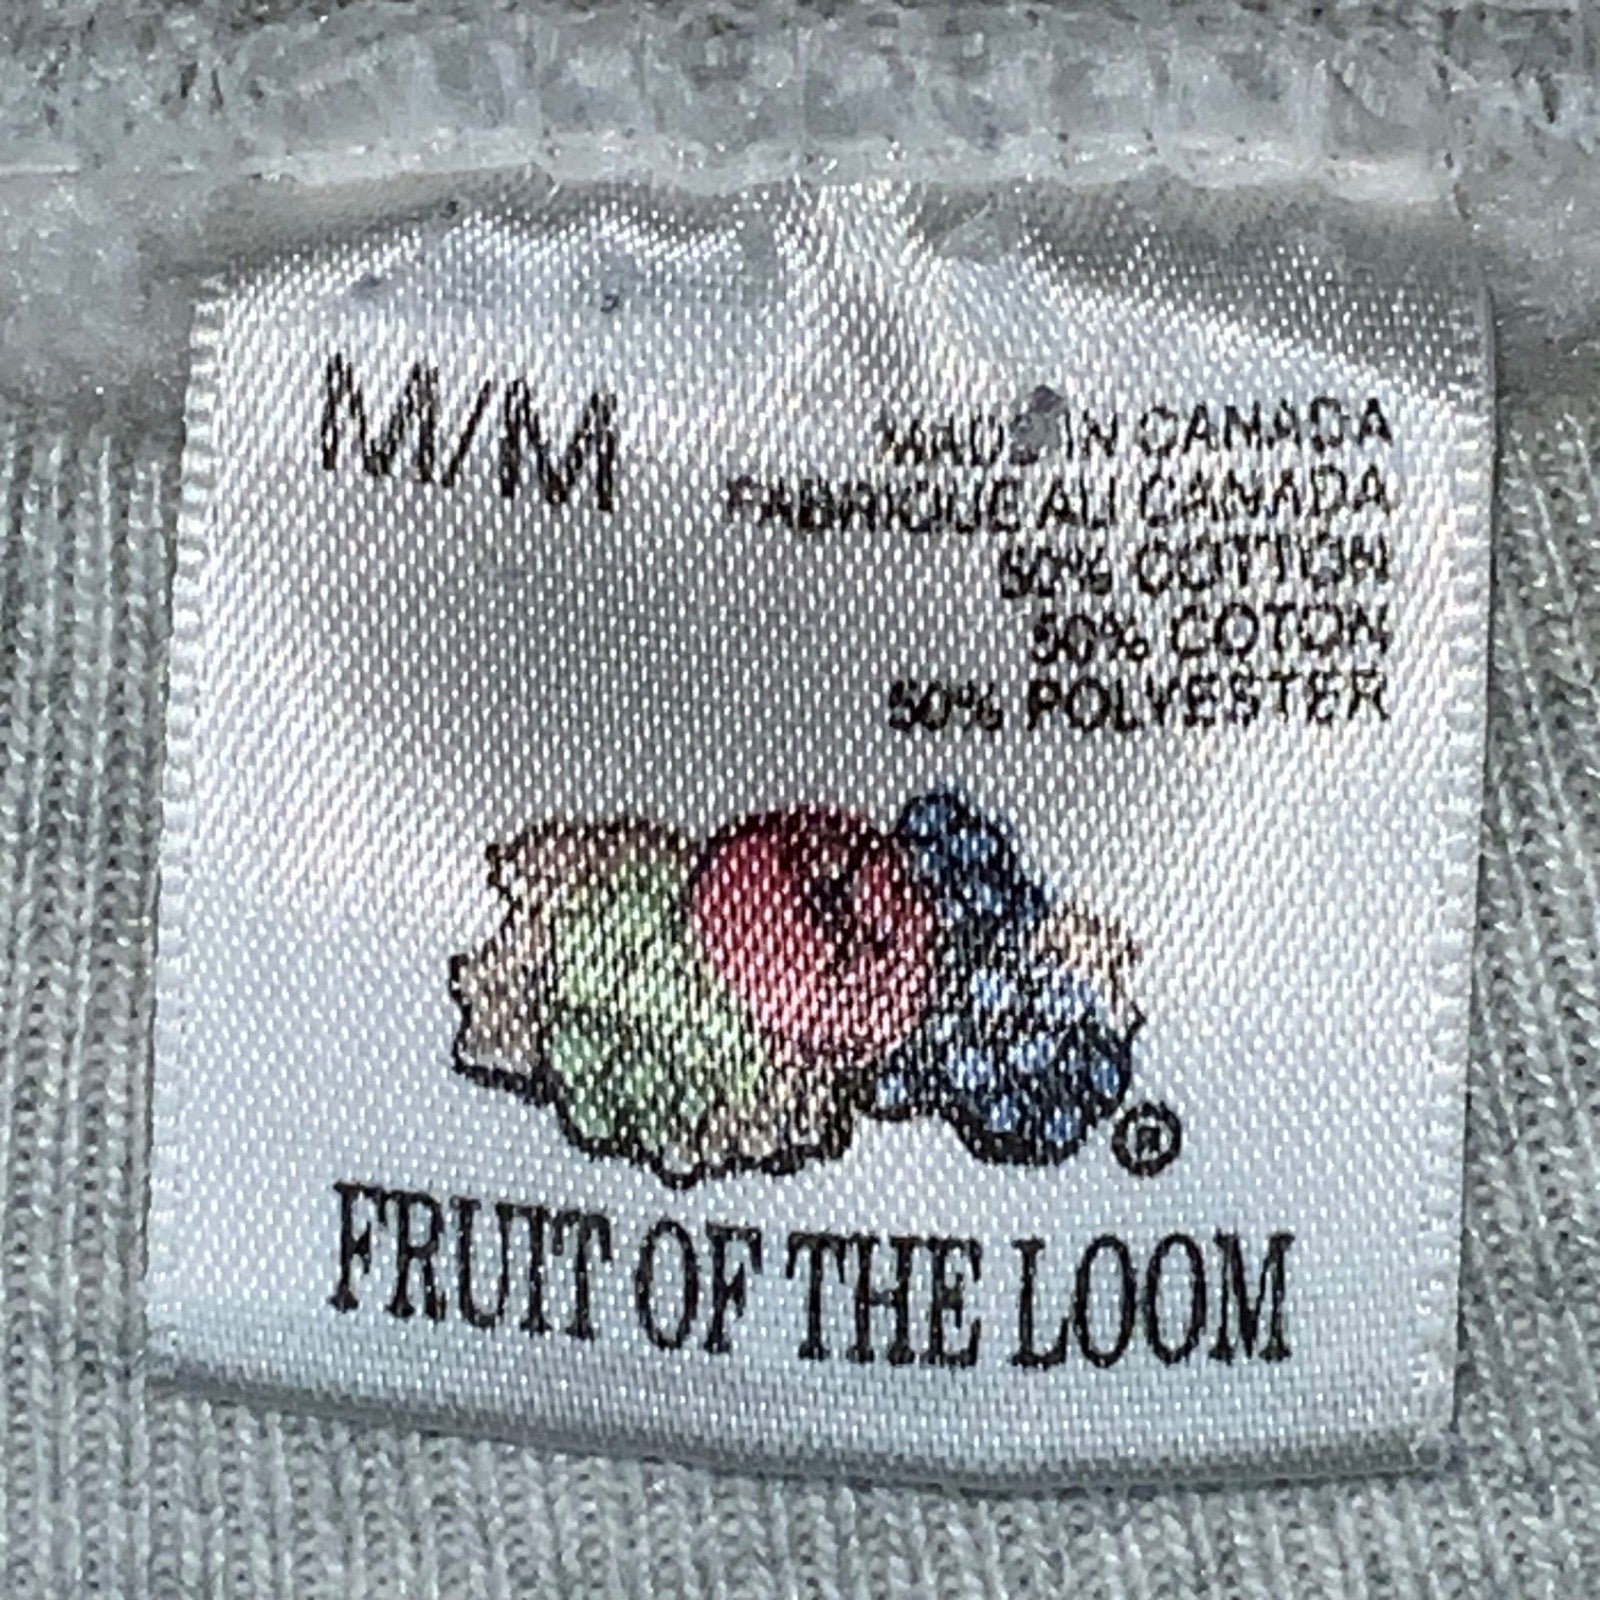 M/M
MADE IN CANADA
FABRIQUE AU CANADA
50% COTTON
50% COTON
50% POLYESTER
®
FRUIT OF THE LOOM